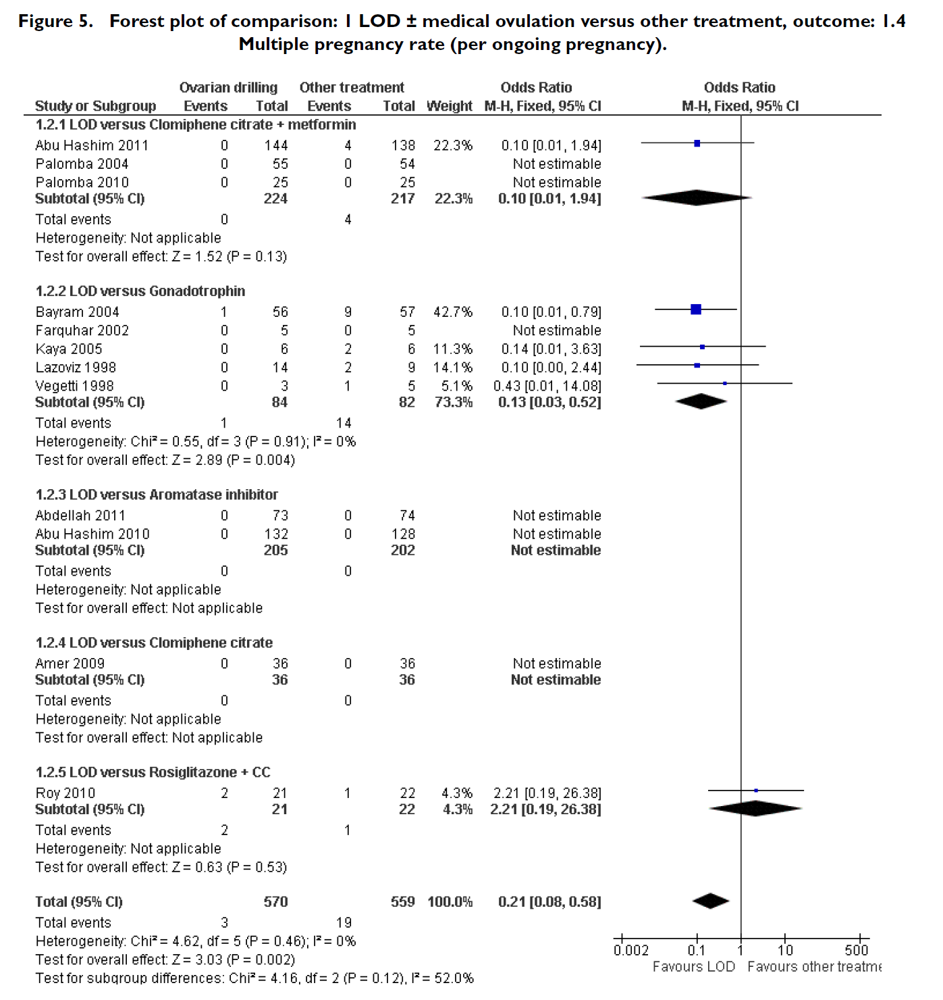 Figure 5. Forest plot of comparison: 1 LOD ± medical ovulation versus other treatment, outcome: 1.4
Multiple pregnancy rate (per ongoing pregnancy).
Ovarian drilling Other treatment Odds Ratio Odds Ratio
Study or Subgroup Events Total Events Total Weight M-H, Fixed, 95% CI M-H, Fixed, 95% CI
1.2.1 LOD versus Clomiphene citrate + metformin
Abu Hashim 2011 0 144 4 138 22.3% 0.10 [0.01, 1.94]
Palomba 2004 0 55 0 54 Not estimable
Palomba 2010 0 25 0 25 Not estimable
Subtotal (95% CI) 224 217 22.3% 0.10 [0.01, 1.94]
Total events 0 4
Heterogeneity: Not applicable
Test for overall effect: Z = 1.52 (P = 0.13)
1.2.2 LOD versus Gonadotrophin
Bayram 2004 1 56 9 57 42.7% 0.10 [0.01, 0.79]
Farquhar 2002 0 5 0 5 Not estimable
Kaya 2005 0 6 2 6 11.3% 0.14 [0.01, 3.63]
Lazoviz 1998 0 14 2 9 14.1% 0.10 [0.00, 2.44]
Vegetti 1998 0 3 1 5 5.1% 0.43 [0.01, 14.08]
Subtotal (95% CI) 84 82 73.3% 0.13 [0.03, 0.52]
Total events 1 14
Heterogeneity: Chi² = 0.55, df = 3 (P = 0.91); I² = 0%
Test for overall effect: Z = 2.89 (P = 0.004)
1.2.3 LOD versus Aromatase inhibitor
Abdellah 2011 0 73 0 74 Not estimable
Abu Hashim 2010 0 132 0 128 Not estimable
Subtotal (95% CI) 205 202 Not estimable
Total events 0 0
Heterogeneity: Not applicable
Test for overall effect: Not applicable
1.2.4 LOD versus Clomiphene citrate
Amer 2009 0 36 0 36 Not estimable
Subtotal (95% CI) 36 36 Not estimable
Total events 0 0
Heterogeneity: Not applicable
Test for overall effect: Not applicable
1.2.5 LOD versus Rosiglitazone + CC
Roy 2010 2 21 1 22 4.3% 2.21 [0.19, 26.38]
Subtotal (95% CI) 21 22 4.3% 2.21 [0.19, 26.38]
Total events 2 1
Heterogeneity: Not applicable
Test for overall effect: Z = 0.63 (P = 0.53)
Total (95% CI) 570 559 100.0% 0.21 [0.08, 0.58]
Total events 3 19
Heterogeneity: Chi² = 4.62, df = 5 (P = 0.46); I² = 0%
Test for overall effect: Z = 3.03 (P = 0.002)
Test for subgroup differences: Chi² = 4.16, df = 2 (P = 0.12), I² = 52.0%
0.002 0.1 1 10 500
Favours LOD Favours other treatme